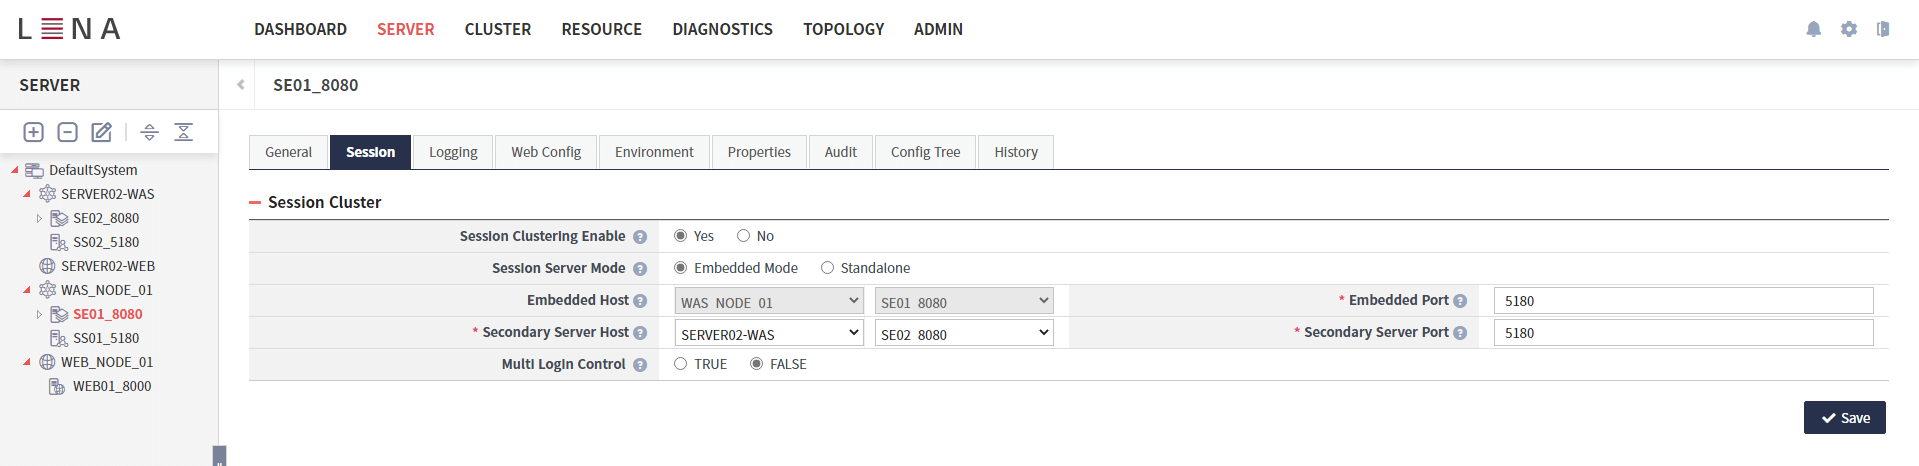 LENA
DASHBOARD SERVER CLUSTER RESOURCE DIAGNOSTICS TOPOLOGY ADMIN
SERVER
SE01_8080
DefaultSystem
SERVER02-WAS
SE02_8080
SS02_5180
SERVER02-WEB
WAS_NODE_01
SE01_8080
SS01_5180
WEB_NODE_01
WEB01_8000
General Session Logging Web Config Environment Properties Audit Config Tree History
Session Cluster
Session Clustering Enable ? Yes No
Session Server Mode ? Embedded Mode Standalone
Embedded Host ? WAS_NODE_01 SE01_8080 * Embedded Port ? 5180
* Secondary Server Host ? SERVER02-WAS SE02_8080 * Secondary Server Port ? 5180
Multi Login Control ? TRUE FALSE
Save